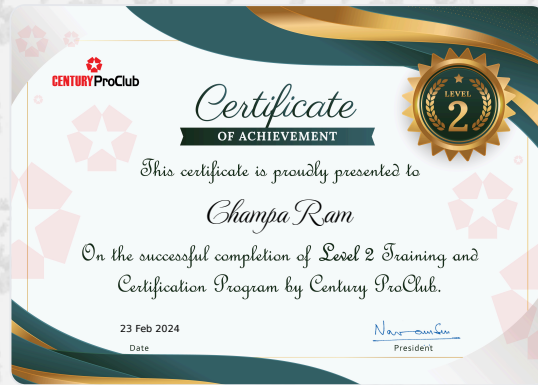 CENTURY ProClub
LEVEL
2
Certificate
OF ACHIEVEMENT
This certificate is proudly presented to
Champa Ram
On the successful completion of Level 2 Training and
Certification Program by Century ProClub.
23 Feb 2024
Date
President